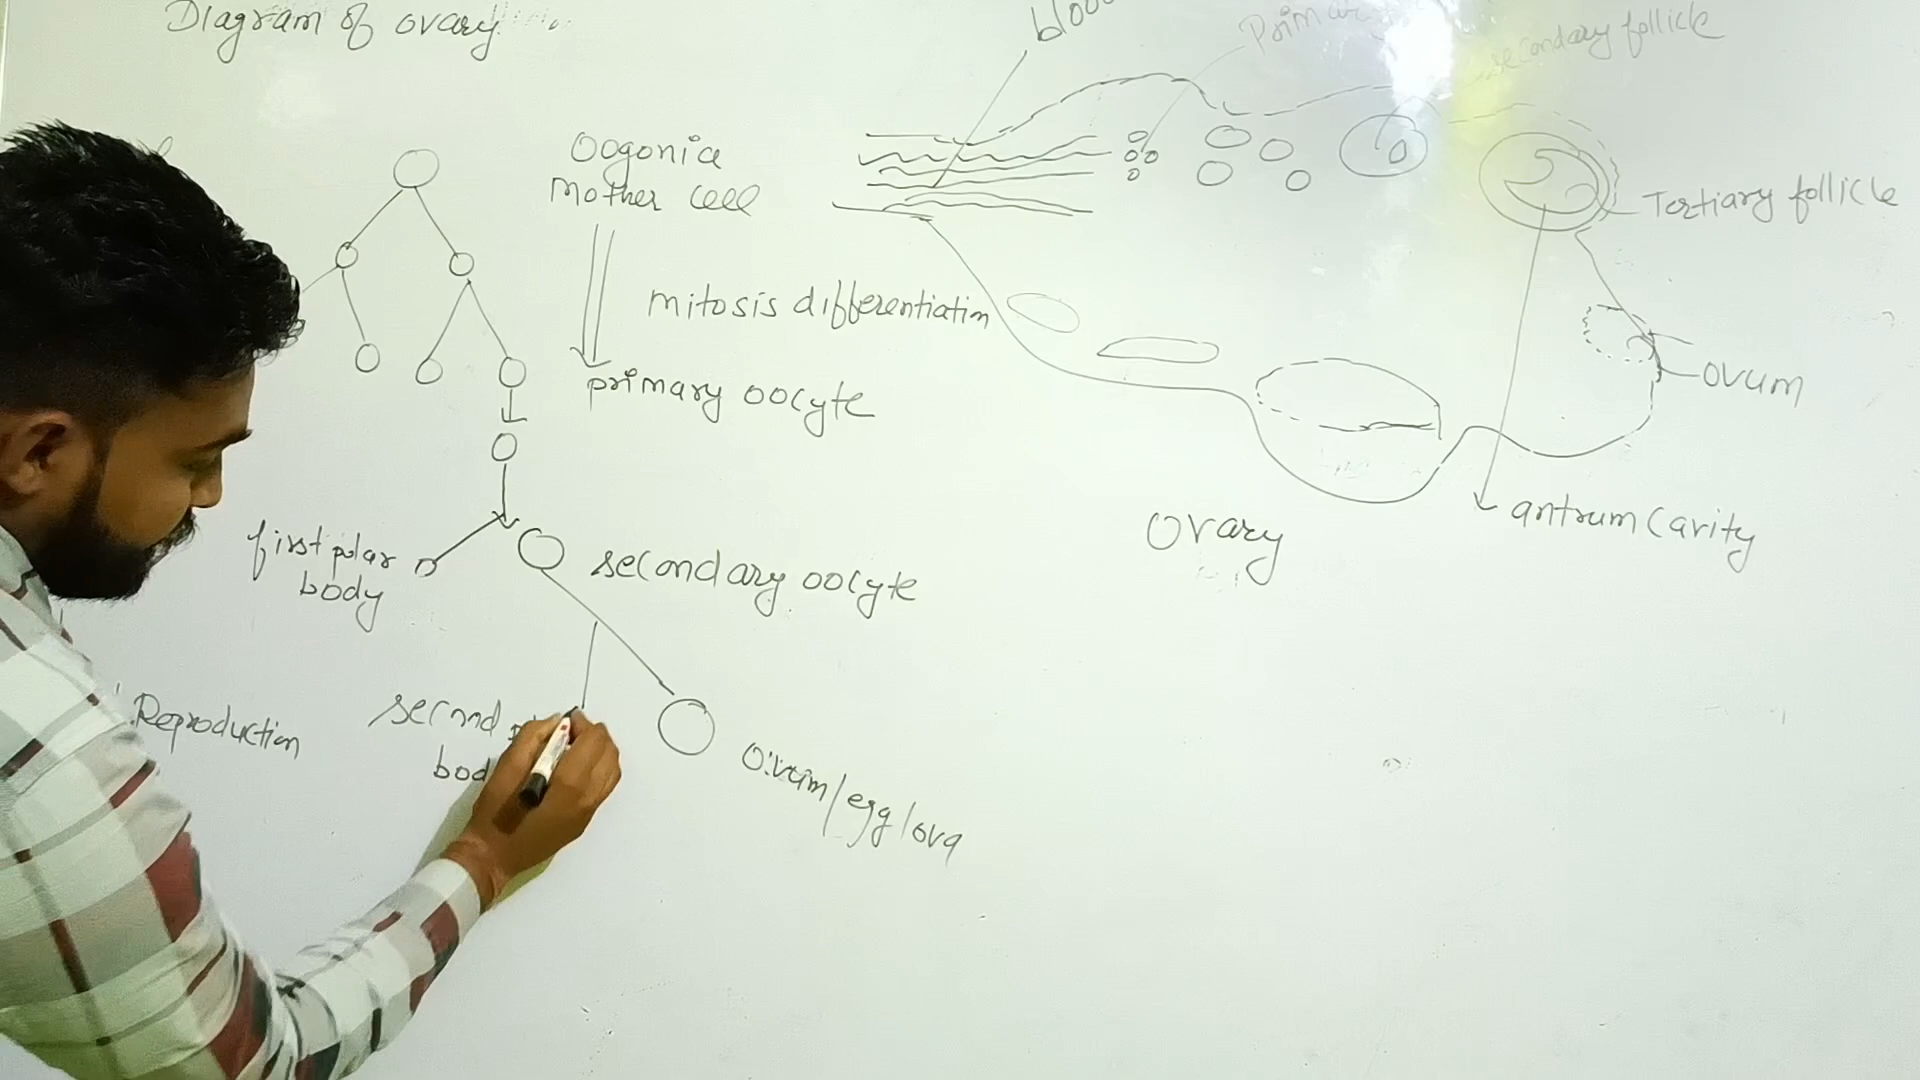 Diagram of ovary
secondary follicle
Oogonia
Mother cell
Tertiary follicle
mitosis differentiation
primary oocyte
ovum
antrum cavity
Ovary
first polar
body
secondary oocyte
Reproduction
second
ovum/egg/ova